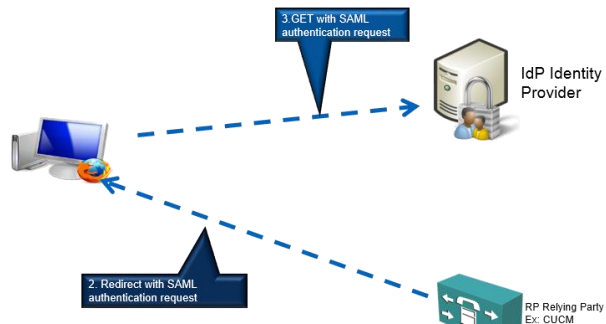 3.GET with SAML
authentication request
IdP Identity
Provider
2. Redirect with SAML
authentication request
RP Relying Party
Ex: CUCM